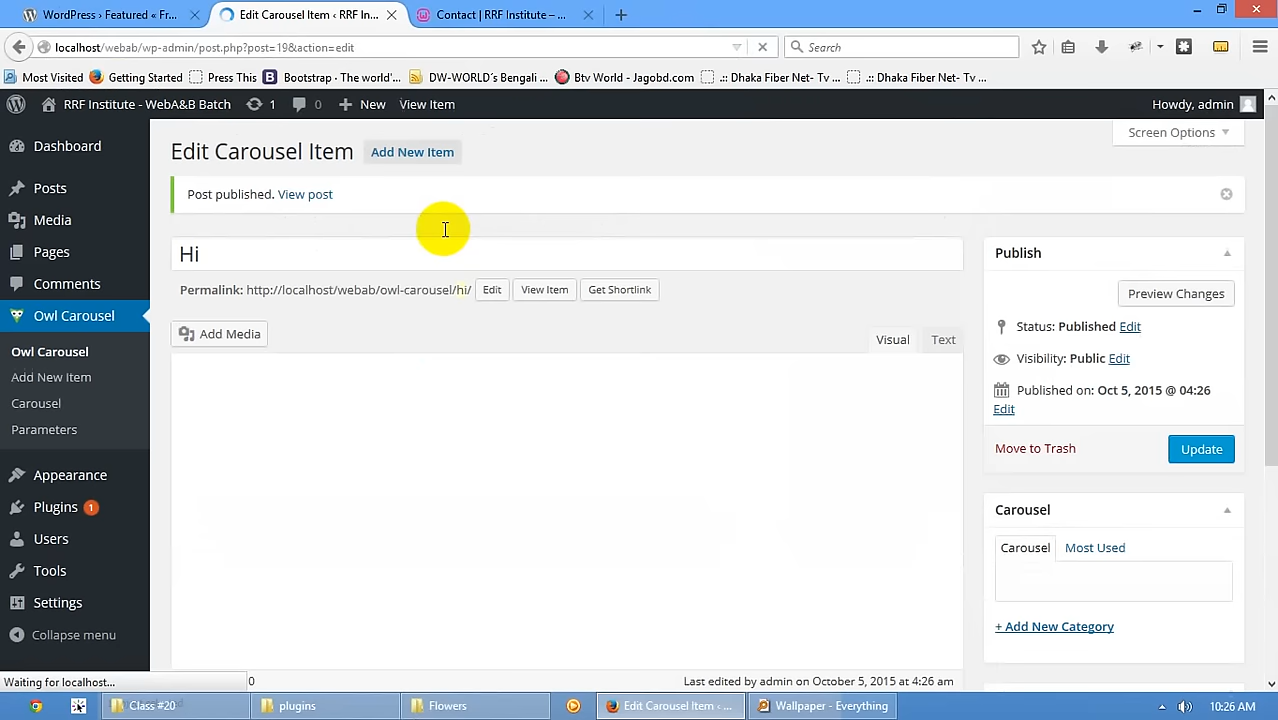 WordPress › Featured « Fr...
Edit Carousel Item ‹ RRF In...
Contact | RRF Institute – ...
localhost/webab/wp-admin/post.php?post=19&action=edit
Search
Most Visited
Getting Started
Press This
Bootstrap · The world'...
DW-WORLD's Bengali ...
Btv World - Jagobd.com
.:: Dhaka Fiber Net- Tv ...
.:: Dhaka Fiber Net- Tv ...
RRF Institute - WebA&B Batch
1
0
New
View Item
Howdy, admin
Screen Options
Dashboard
Posts
Media
Pages
Comments
Owl Carousel
Owl Carousel
Add New Item
Carousel
Parameters
Appearance
Plugins 1
Users
Tools
Settings
Collapse menu
Edit Carousel Item
Add New Item
Post published. View post
Hi
Permalink: http://localhost/webab/owl-carousel/hi/
Edit
View Item
Get Shortlink
Add Media
Visual
Text
Publish
Preview Changes
Status: Published Edit
Visibility: Public Edit
Published on: Oct 5, 2015 @ 04:26
Edit
Move to Trash
Update
Carousel
Carousel
Most Used
+ Add New Category
Waiting for localhost...
0
Last edited by admin on October 5, 2015 at 4:26 am
Class #20
plugins
Flowers
Edit Carousel Item ‹ ...
Wallpaper - Everything
10:26 AM